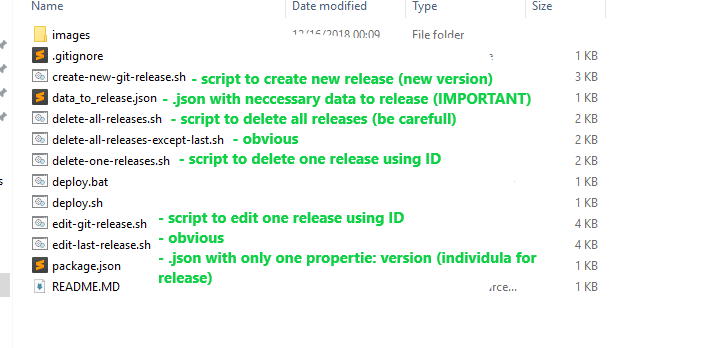 Name Date modified Type Size
images 12/16/2018 00:09 File folder
.gitignore 1 KB
create-new-git-release.sh - script to create new release (new version) 3 KB
data_to_release.json - .json with neccessary data to release (IMPORTANT) 1 KB
delete-all-releases.sh - script to delete all releases (be carefull) 2 KB
delete-all-releases-except-last.sh - obvious 2 KB
delete-one-releases.sh - script to delete one release using ID 2 KB
deploy.bat 1 KB
deploy.sh 1 KB
edit-git-release.sh - script to edit one release using ID 4 KB
edit-last-release.sh - obvious 4 KB
package.json - .json with only one propertie: version (individula for 1 KB
release)
README.MD rce... 1 KB